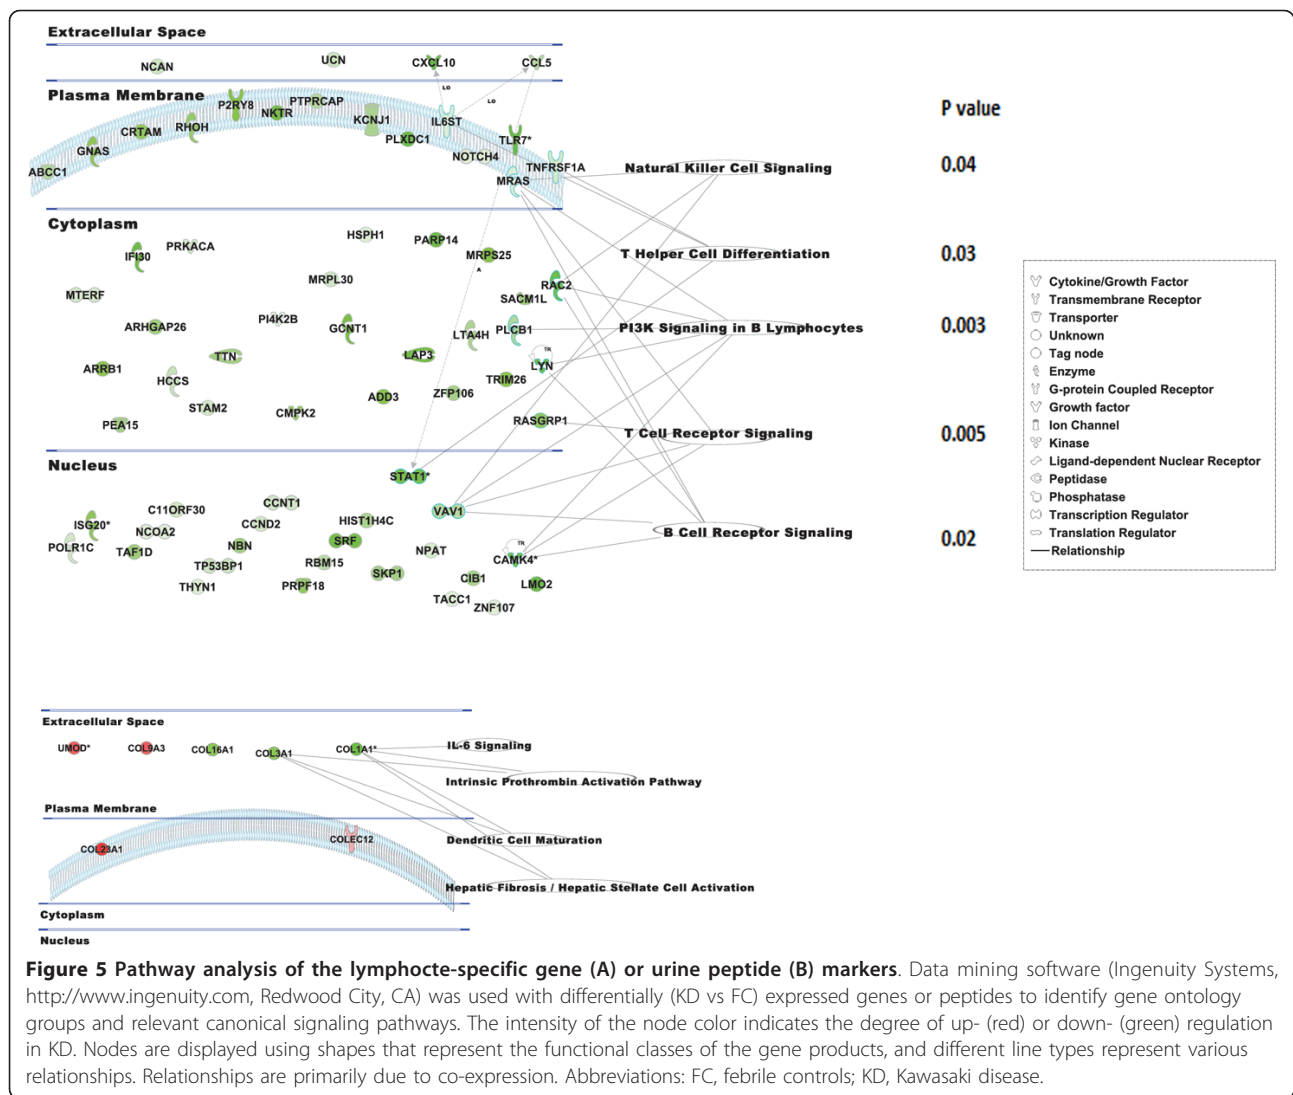 Extracellular Space
NCAN
UCN
CXCL10
CCL5
LO
LO
Plasma Membrane
P value
P2RY8
PTPRCAP
NKTR
KCNJ1
IL6ST
CRTAM
RHOH
PLXDC1
TLR7*
GNAS
NOTCH4
ABCC1
TNFRSF1A
MRAS
Natural Killer Cell Signaling
0.04
Cytoplasm
HSPH1
PARP14
PRKACA
IFI30
MRPS25
A
T Helper Cell Differentiation
0.03
MRPL30
RAC2
MTERF
SACM1L
PI4K2B
ARHGAP26
GCNT1
LTA4H
PLCB1
PI3K Signaling in B Lymphocytes
0.003
TTN
LAP3
TR
LYN
ARRB1
HCCS
TRIM26
ADD3
ZFP106
STAM2
CMPK2
PEA15
RASGRP1
T Cell Receptor Signaling
0.005
Nucleus
STAT1*
CCNT1
C11ORF30
VAV1
ISG20*
NCOA2
CCND2
HIST1H4C
B Cell Receptor Signaling
0.02
POLR1C
TAF1D
NBN
SRF
NPAT
TR
CAMK4*
TP53BP1
RBM15
SKP1
CIB1
THYN1
PRPF18
LMO2
TACC1
ZNF107
Cytokine/Growth Factor
Transmembrane Receptor
Transporter
Unknown
Tag node
Enzyme
G-protein Coupled Receptor
Growth factor
Ion Channel
Kinase
Ligand-dependent Nuclear Receptor
Peptidase
Phosphatase
Transcription Regulator
Translation Regulator
Relationship
Extracellular Space
UMOD*
COL9A3
COL16A1
COL3A1
COL1A1*
IL-6 Signaling
Intrinsic Prothrombin Activation Pathway
Plasma Membrane
COL23A1
COLEC12
Dendritic Cell Maturation
Hepatic Fibrosis / Hepatic Stellate Cell Activation
Cytoplasm
Nucleus
Figure 5 Pathway analysis of the lymphocte-specific gene (A) or urine peptide (B) markers. Data mining software (Ingenuity Systems,
http://www.ingenuity.com, Redwood City, CA) was used with differentially (KD vs FC) expressed genes or peptides to identify gene ontology
groups and relevant canonical signaling pathways. The intensity of the node color indicates the degree of up- (red) or down- (green) regulation
in KD. Nodes are displayed using shapes that represent the functional classes of the gene products, and different line types represent various
relationships. Relationships are primarily due to co-expression. Abbreviations: FC, febrile controls; KD, Kawasaki disease.